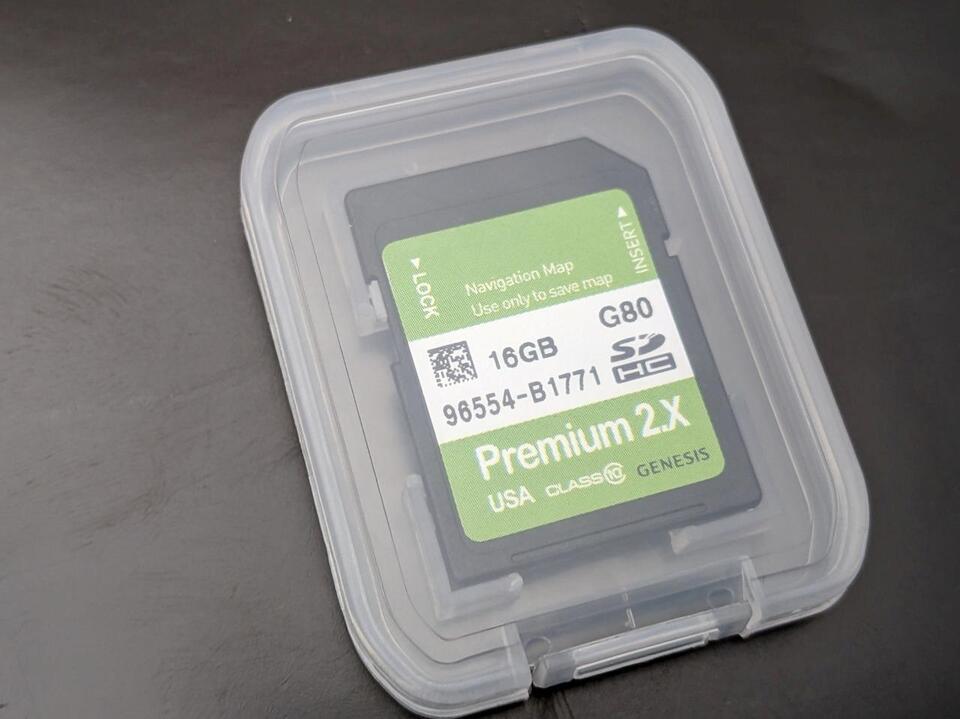 LOCK
INSERT
Navigation Map
Use only to save map
16GB
G80
96554-B1771
SD
HC
Premium 2.X
USA CLASS 10 GENESIS